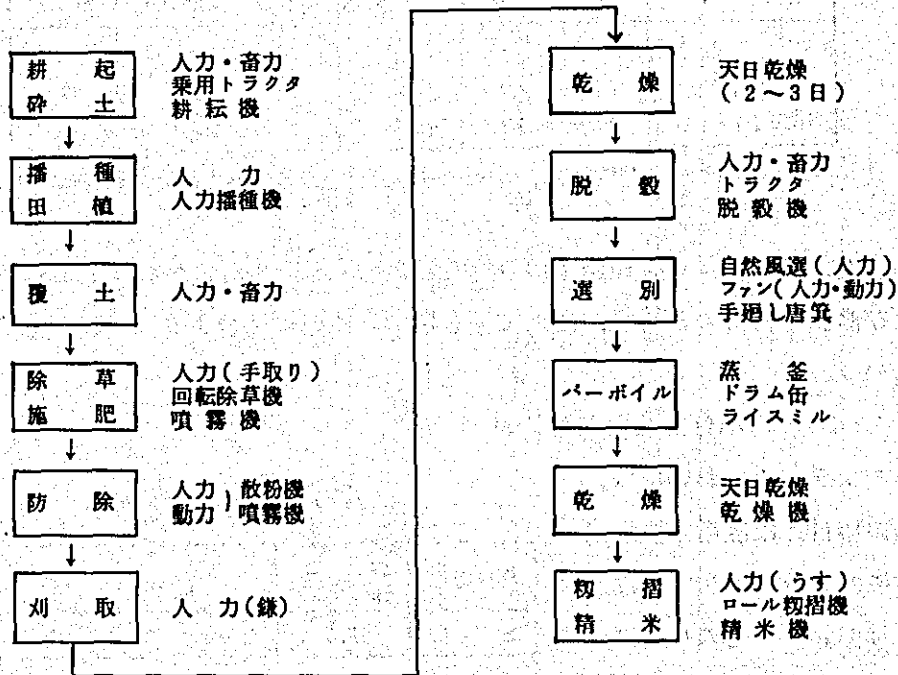 耕起
砕土
人力・畜力
乗用トラクタ
耕耘機
播種
田植
人力
人力播種機
覆土
人力・畜力
除草
施肥
人力(手取り)
回転除草機
噴霧機
防除
人力)散粉機
動力)噴霧機
刈取
人力(鎌)
乾燥
天日乾燥
(2〜3日)
脱穀
人力・畜力
トラクタ
脱穀機
選別
自然風選(人力)
ファン(人力・動力)
手廻し唐箕
パーボイル
蒸釜
ドラム缶
ライスミル
乾燥
天日乾燥
乾燥機
籾摺
精米
人力(うす)
ロール籾摺機
精米機